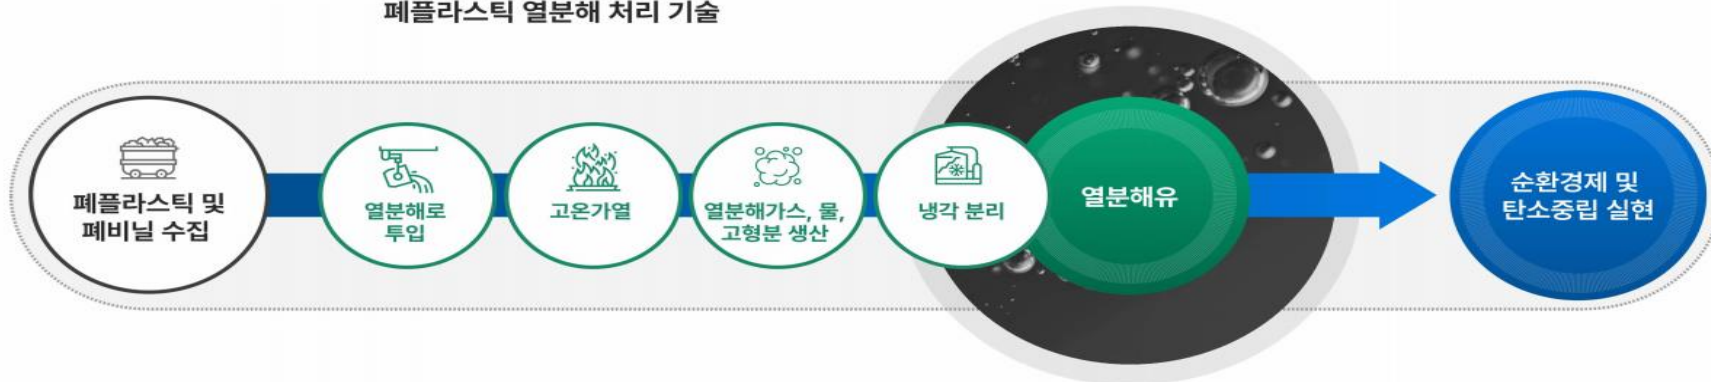 폐플라스틱 열분해 처리 기술
폐플라스틱 및
폐비닐 수집
열분해로
투입
고온가열
열분해가스, 물,
고형분 생산
냉각 분리
열분해유
순환경제 및
탄소중립 실현